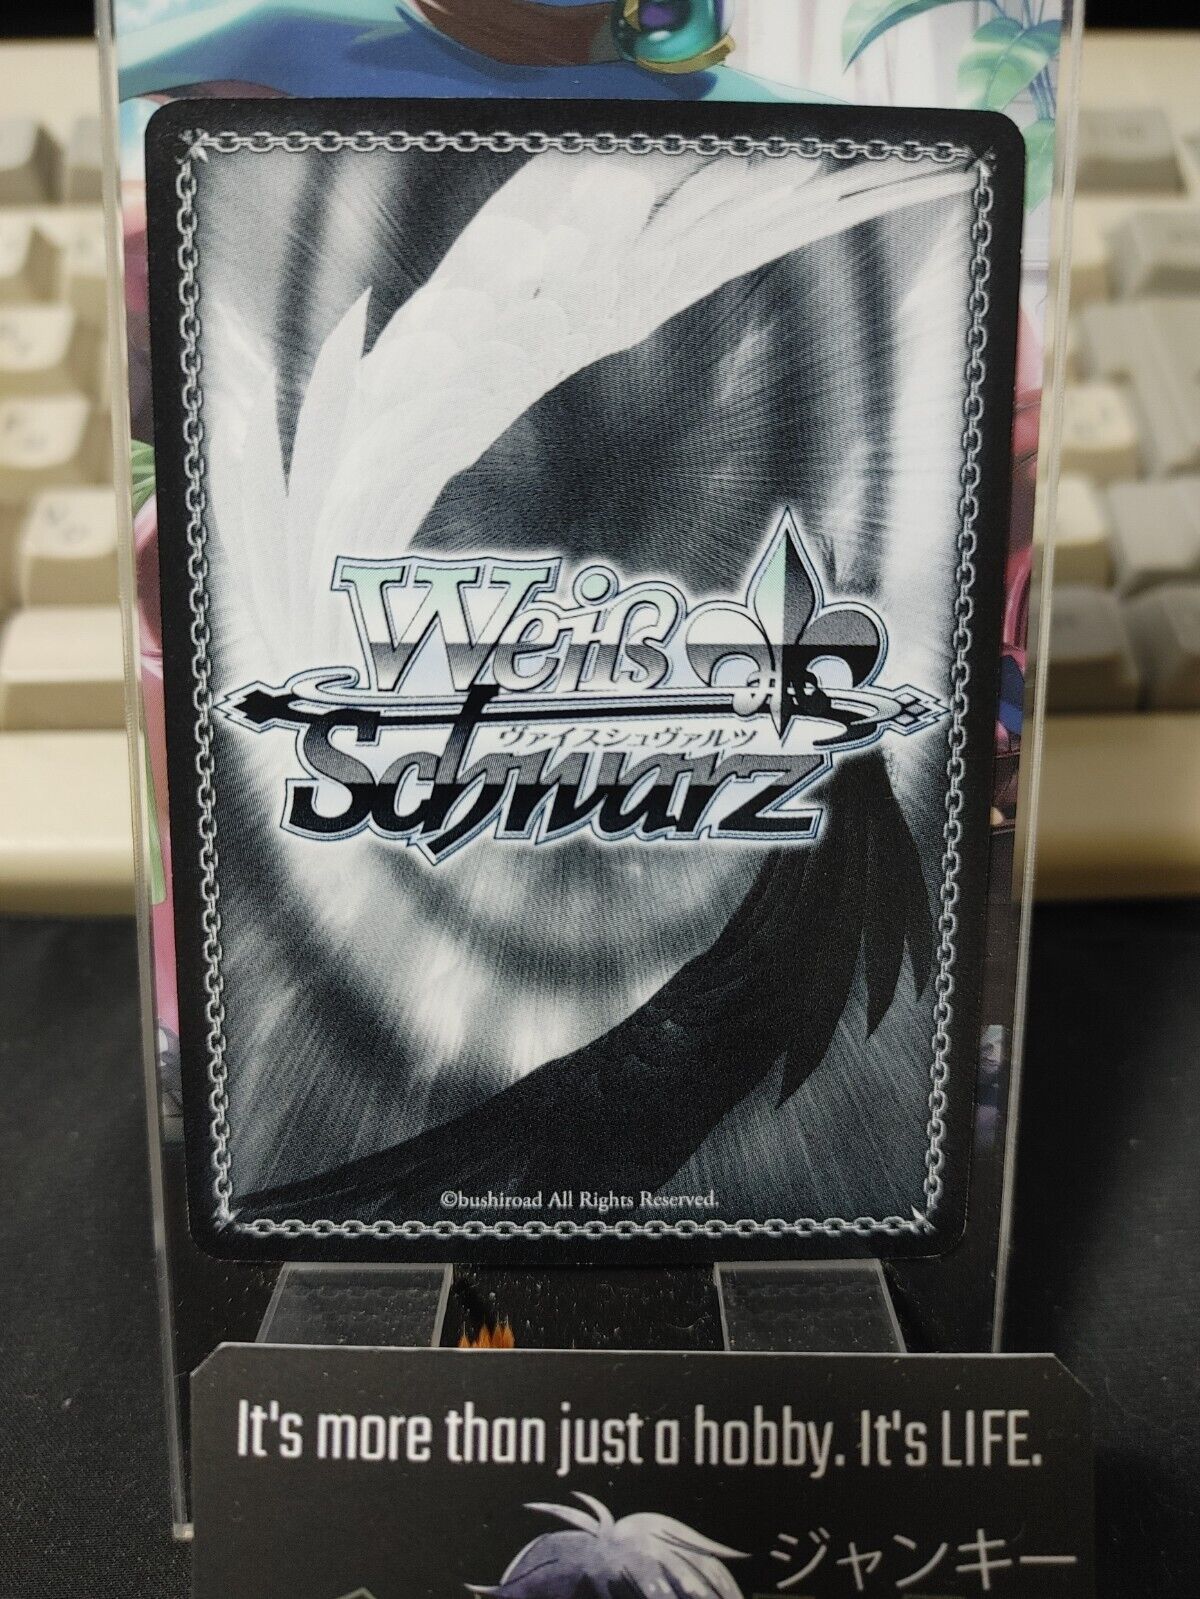 Weiß
ヴァイスシュヴァルツ
Schwarz
©bushiroad All Rights Reserved.
It's more than just a hobby. It's LIFE.
ジャンキー